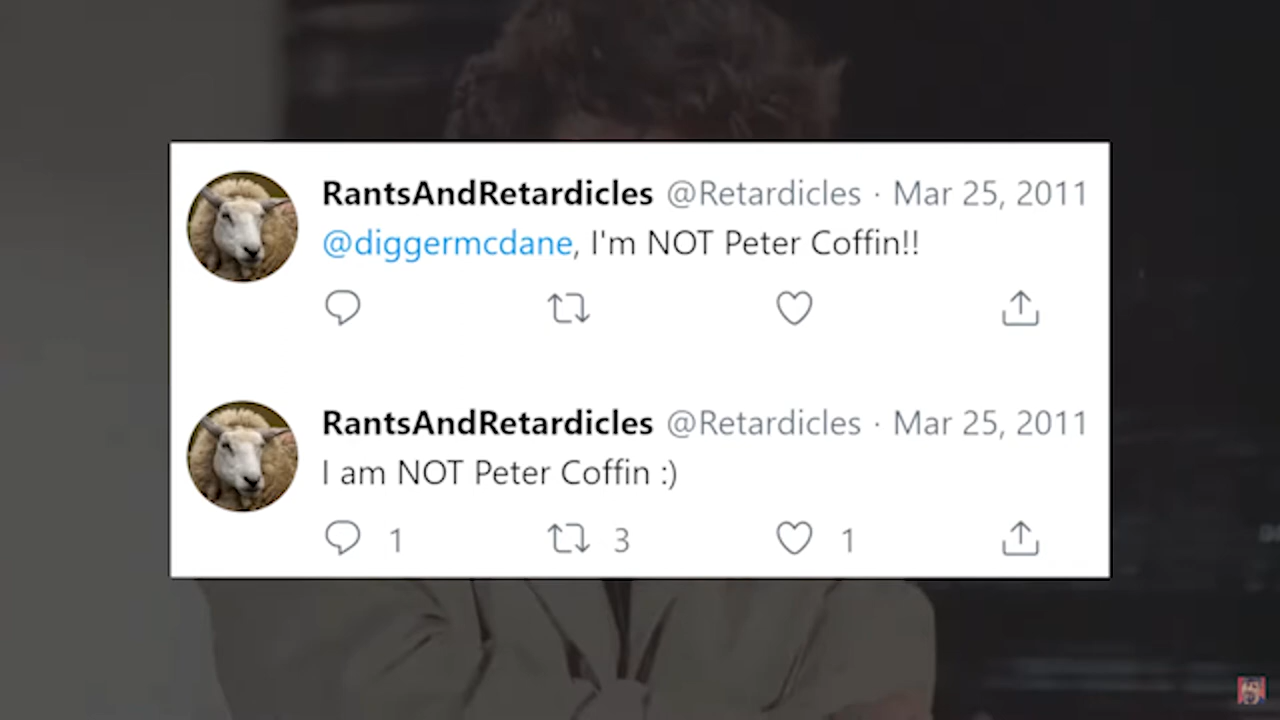 RantsAndRetardicles @Retardicles · Mar 25, 2011
@diggermcdane, I'm NOT Peter Coffin!!
RantsAndRetardicles @Retardicles · Mar 25, 2011
I am NOT Peter Coffin :)
1 3 1